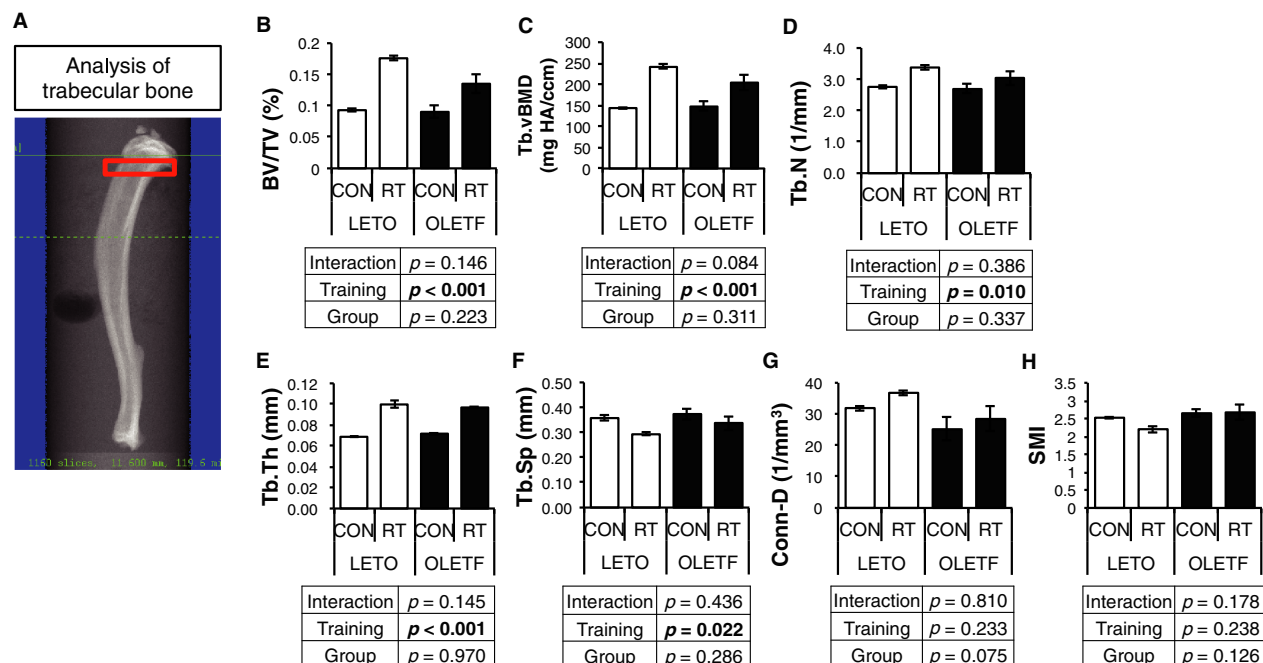 A
Analysis of
trabecular bone
1160 slices, 11.600 mm, 119.6 m
B
BV/TV (%)
0.2
0.15
0.1
0.05
0
CON RT CON RT
LETO OLETF
Interaction p = 0.146
Training p < 0.001
Group p = 0.223
C
Tb.vBMD
(mg HA/ccm)
300
250
200
150
100
50
0
CON RT CON RT
LETO OLETF
Interaction p = 0.084
Training p < 0.001
Group p = 0.311
D
Tb.N (1/mm)
4.0
3.0
2.0
1.0
0.0
CON RT CON RT
LETO OLETF
Interaction p = 0.386
Training p = 0.010
Group p = 0.337
E
Tb.Th (mm)
0.12
0.10
0.08
0.06
0.04
0.02
0.00
CON RT CON RT
LETO OLETF
Interaction p = 0.145
Training p < 0.001
Group p = 0.970
F
Tb.Sp (mm)
0.50
0.40
0.30
0.20
0.10
0.00
CON RT CON RT
LETO OLETF
Interaction p = 0.436
Training p = 0.022
Group p = 0.286
G
Conn-D (1/mm³)
40
30
20
10
0
CON RT CON RT
LETO OLETF
Interaction p = 0.810
Training p = 0.233
Group p = 0.075
H
SMI
3.5
3
2.5
2
1.5
1
0.5
0
CON RT CON RT
LETO OLETF
Interaction p = 0.178
Training p = 0.238
Group p = 0.126